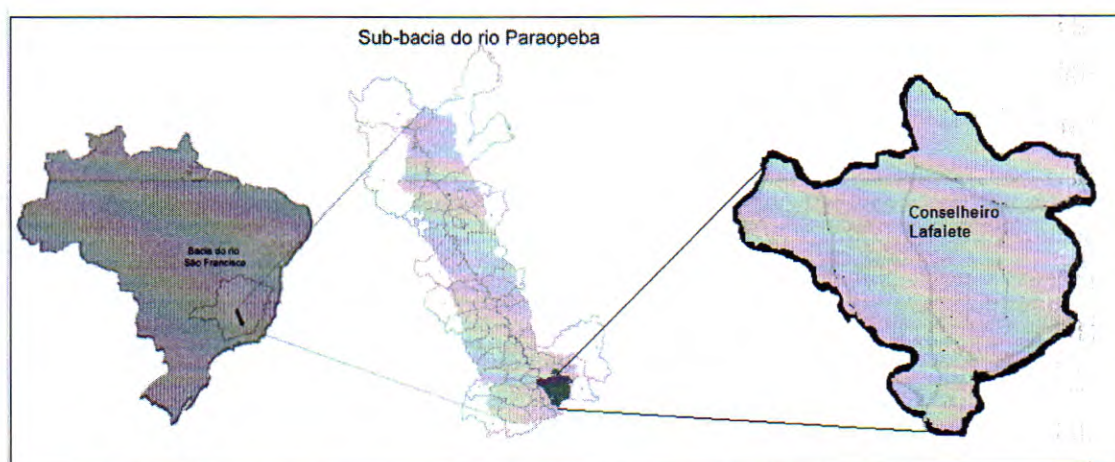 Sub-bacia do rio Paraopeba
Bacia do rio
São Francisco
Conselheiro
Lafaiete